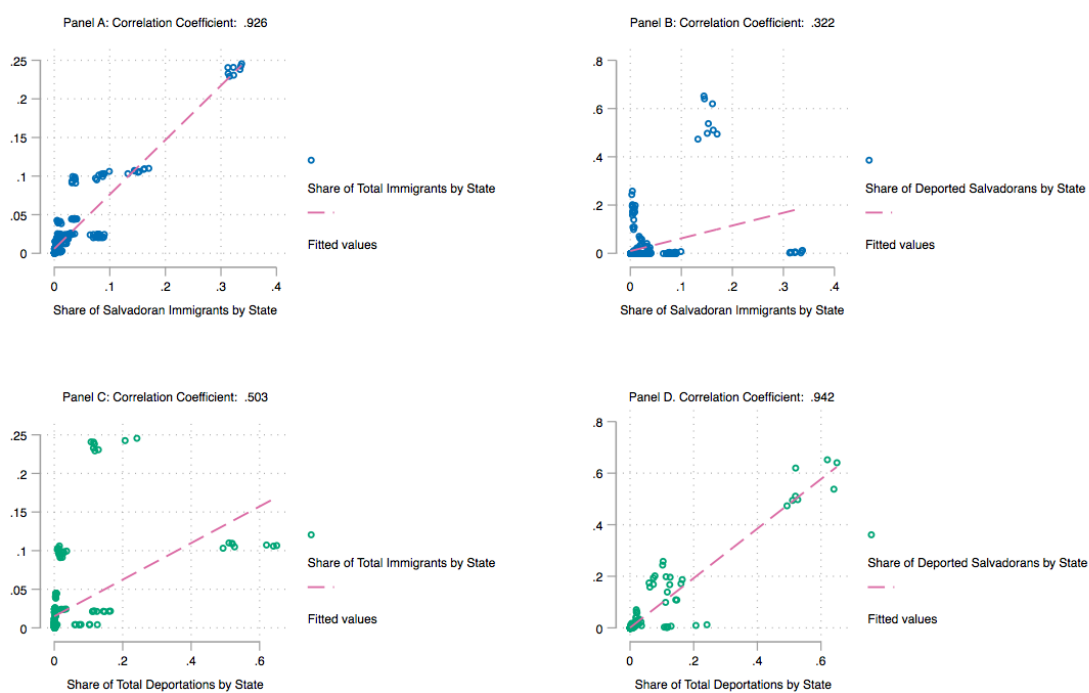 Panel A: Correlation Coefficient: .926
.25
.2
.15
.1
.05
0
0 .1 .2 .3 .4
Share of Salvadoran Immigrants by State
Share of Total Immigrants by State
Fitted values
Panel B: Correlation Coefficient: .322
.8
.6
.4
.2
0
0 .1 .2 .3 .4
Share of Salvadoran Immigrants by State
Share of Deported Salvadorans by State
Fitted values
Panel C: Correlation Coefficient: .503
.25
.2
.15
.1
.05
0
0 .2 .4 .6
Share of Total Deportations by State
Share of Total Immigrants by State
Fitted values
Panel D. Correlation Coefficient: .942
.8
.6
.4
.2
0
0 .2 .4 .6
Share of Total Deportations by State
Share of Deported Salvadorans by State
Fitted values